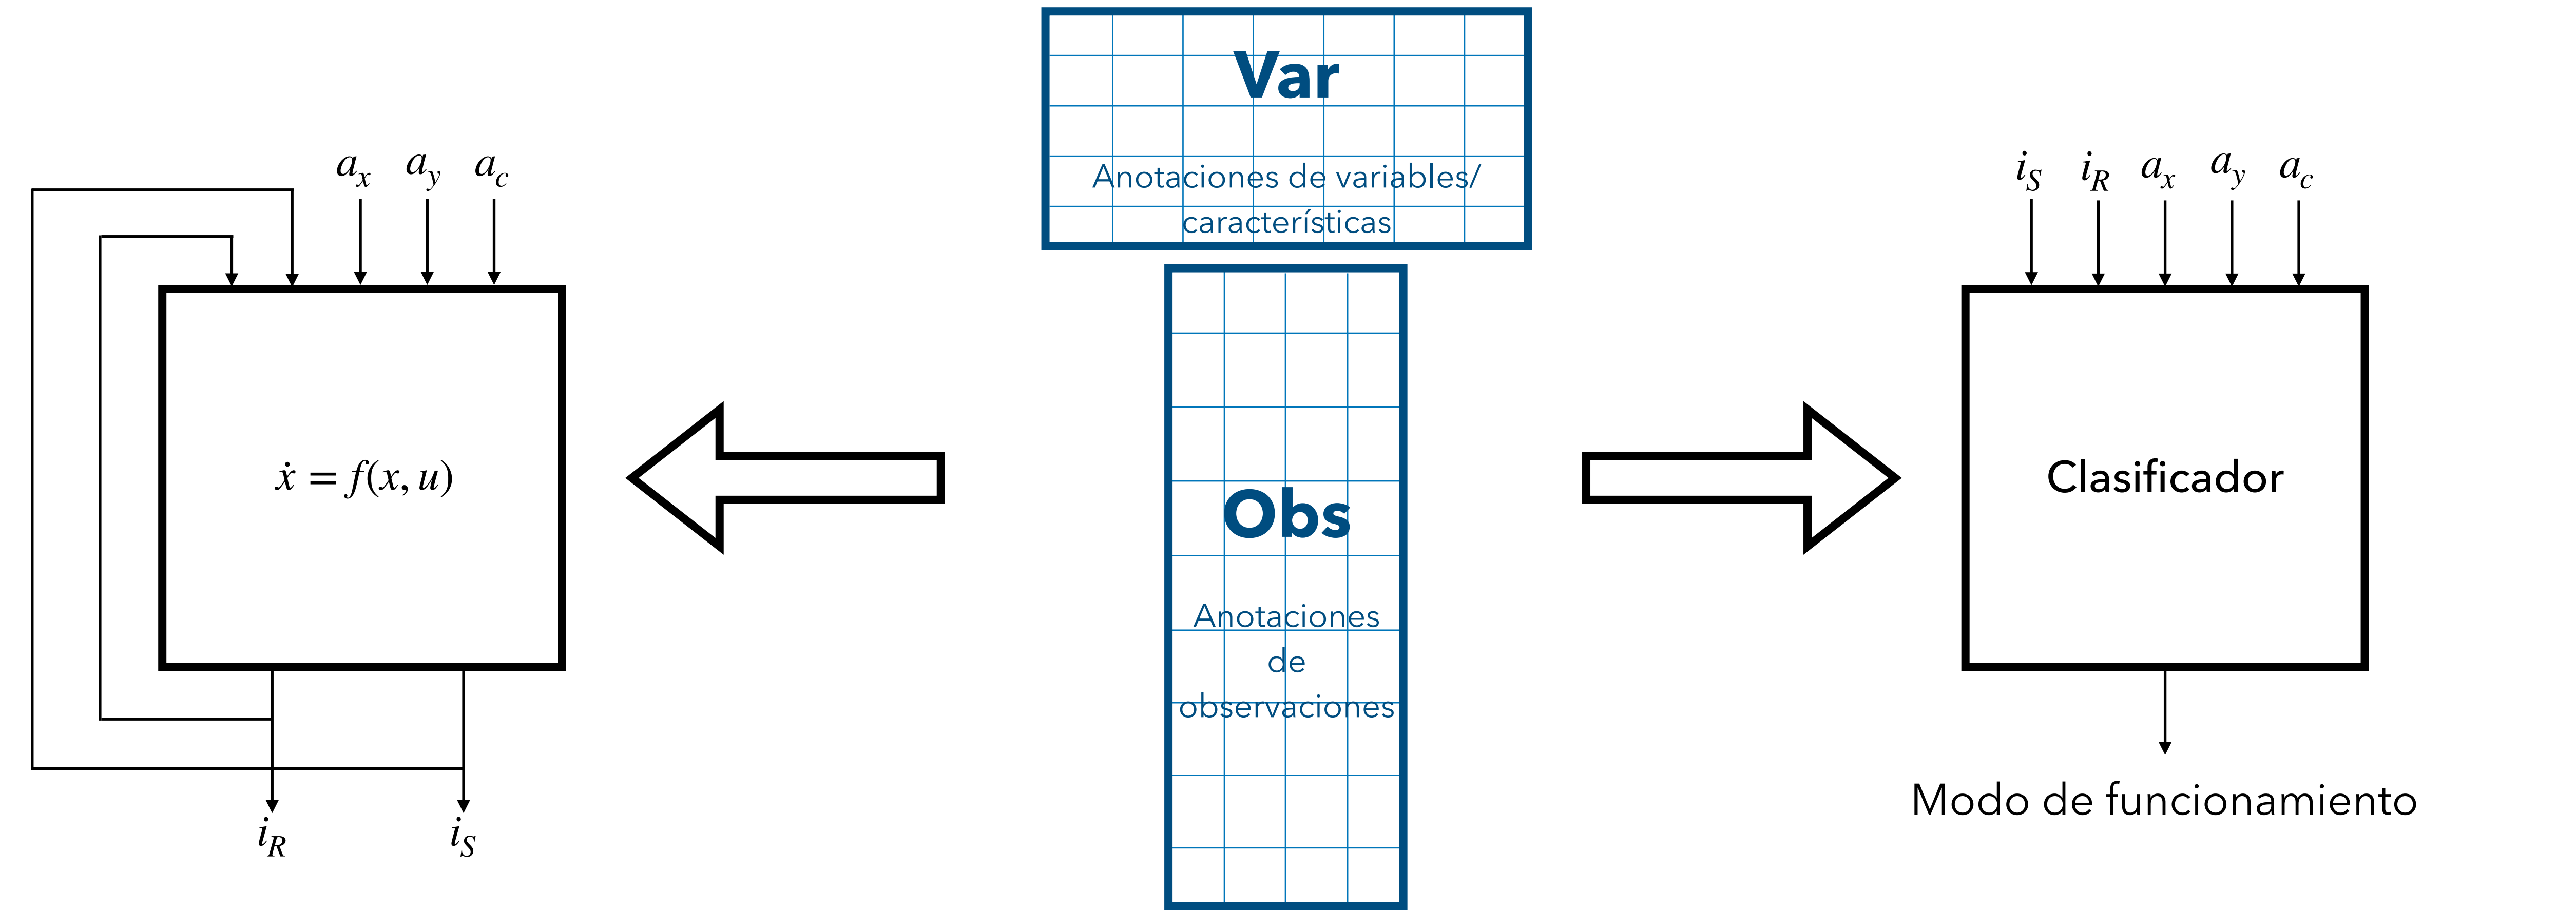 a_x a_y a_c
ẋ = f(x, u)
i_R i_S
Var
Anotaciones de variables/
características
Obs
Anotaciones
de
observaciones
i_S i_R a_x a_y a_c
Clasificador
Modo de funcionamiento